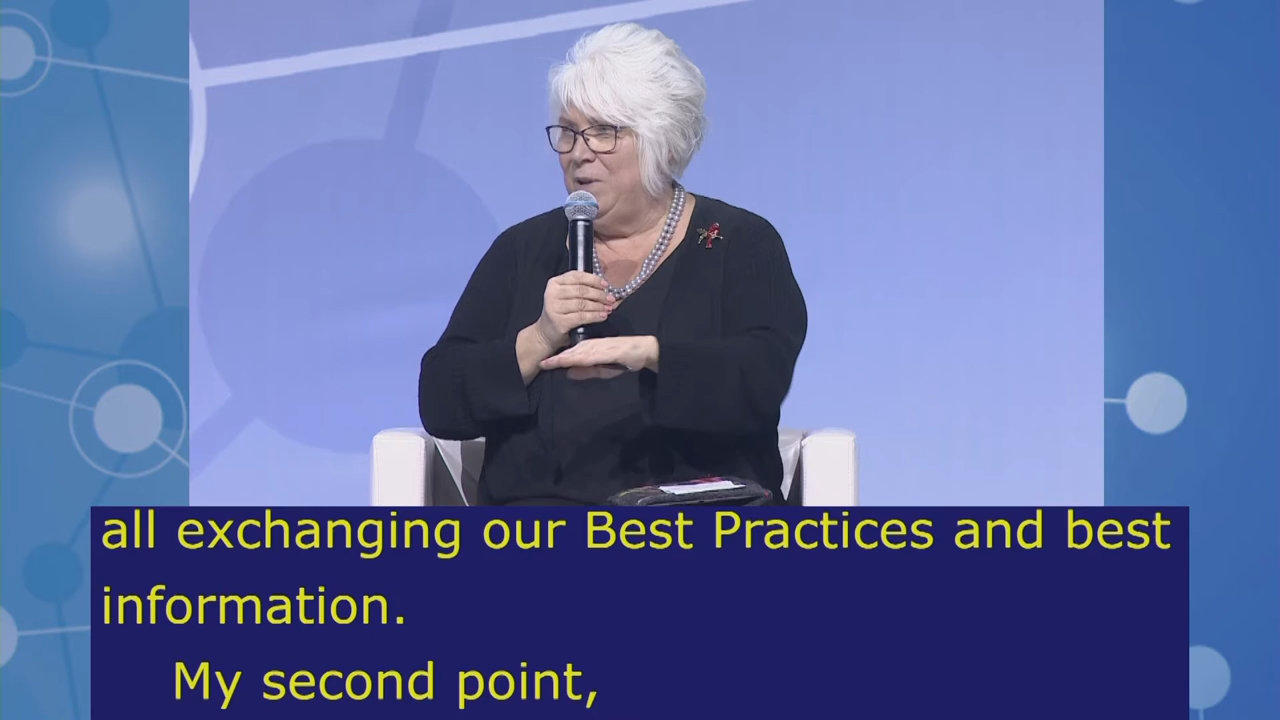 all exchanging our Best Practices and best
information.
My second point,